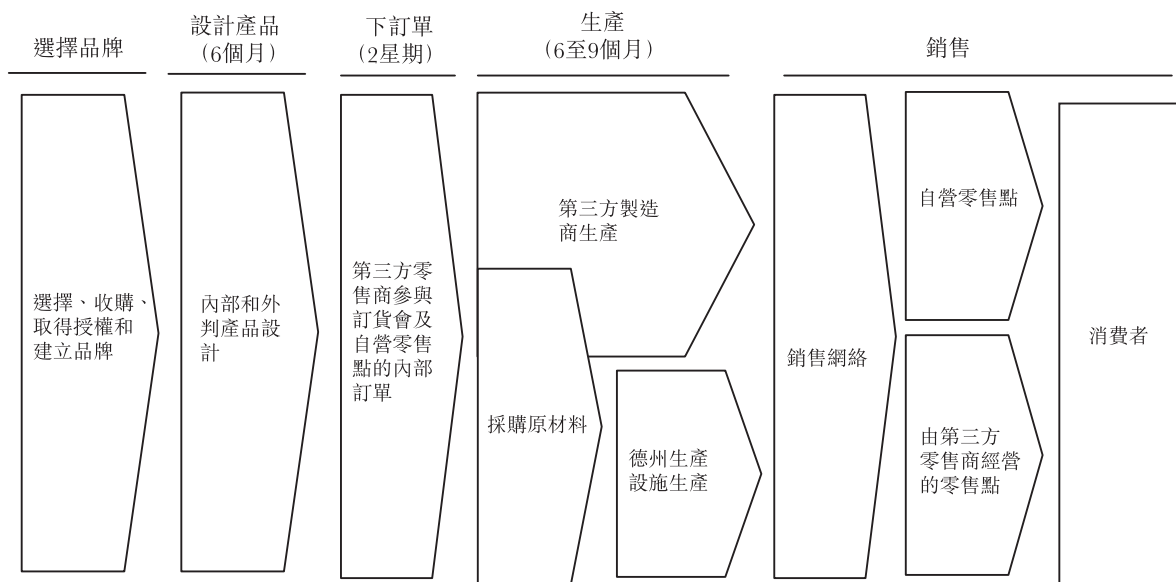 選擇品牌
設計產品
(6個月)
下訂單
(2星期)
生產
(6至9個月)
銷售
選擇、收購、
取得授權和
建立品牌
內部和外
判產品設
計
第三方零
售商參與
訂貨會及
自營零售
點的內部
訂單
第三方製造
商生產
採購原材料
德州生產
設施生產
銷售網絡
自營零售點
由第三方
零售商經營
的零售點
消費者